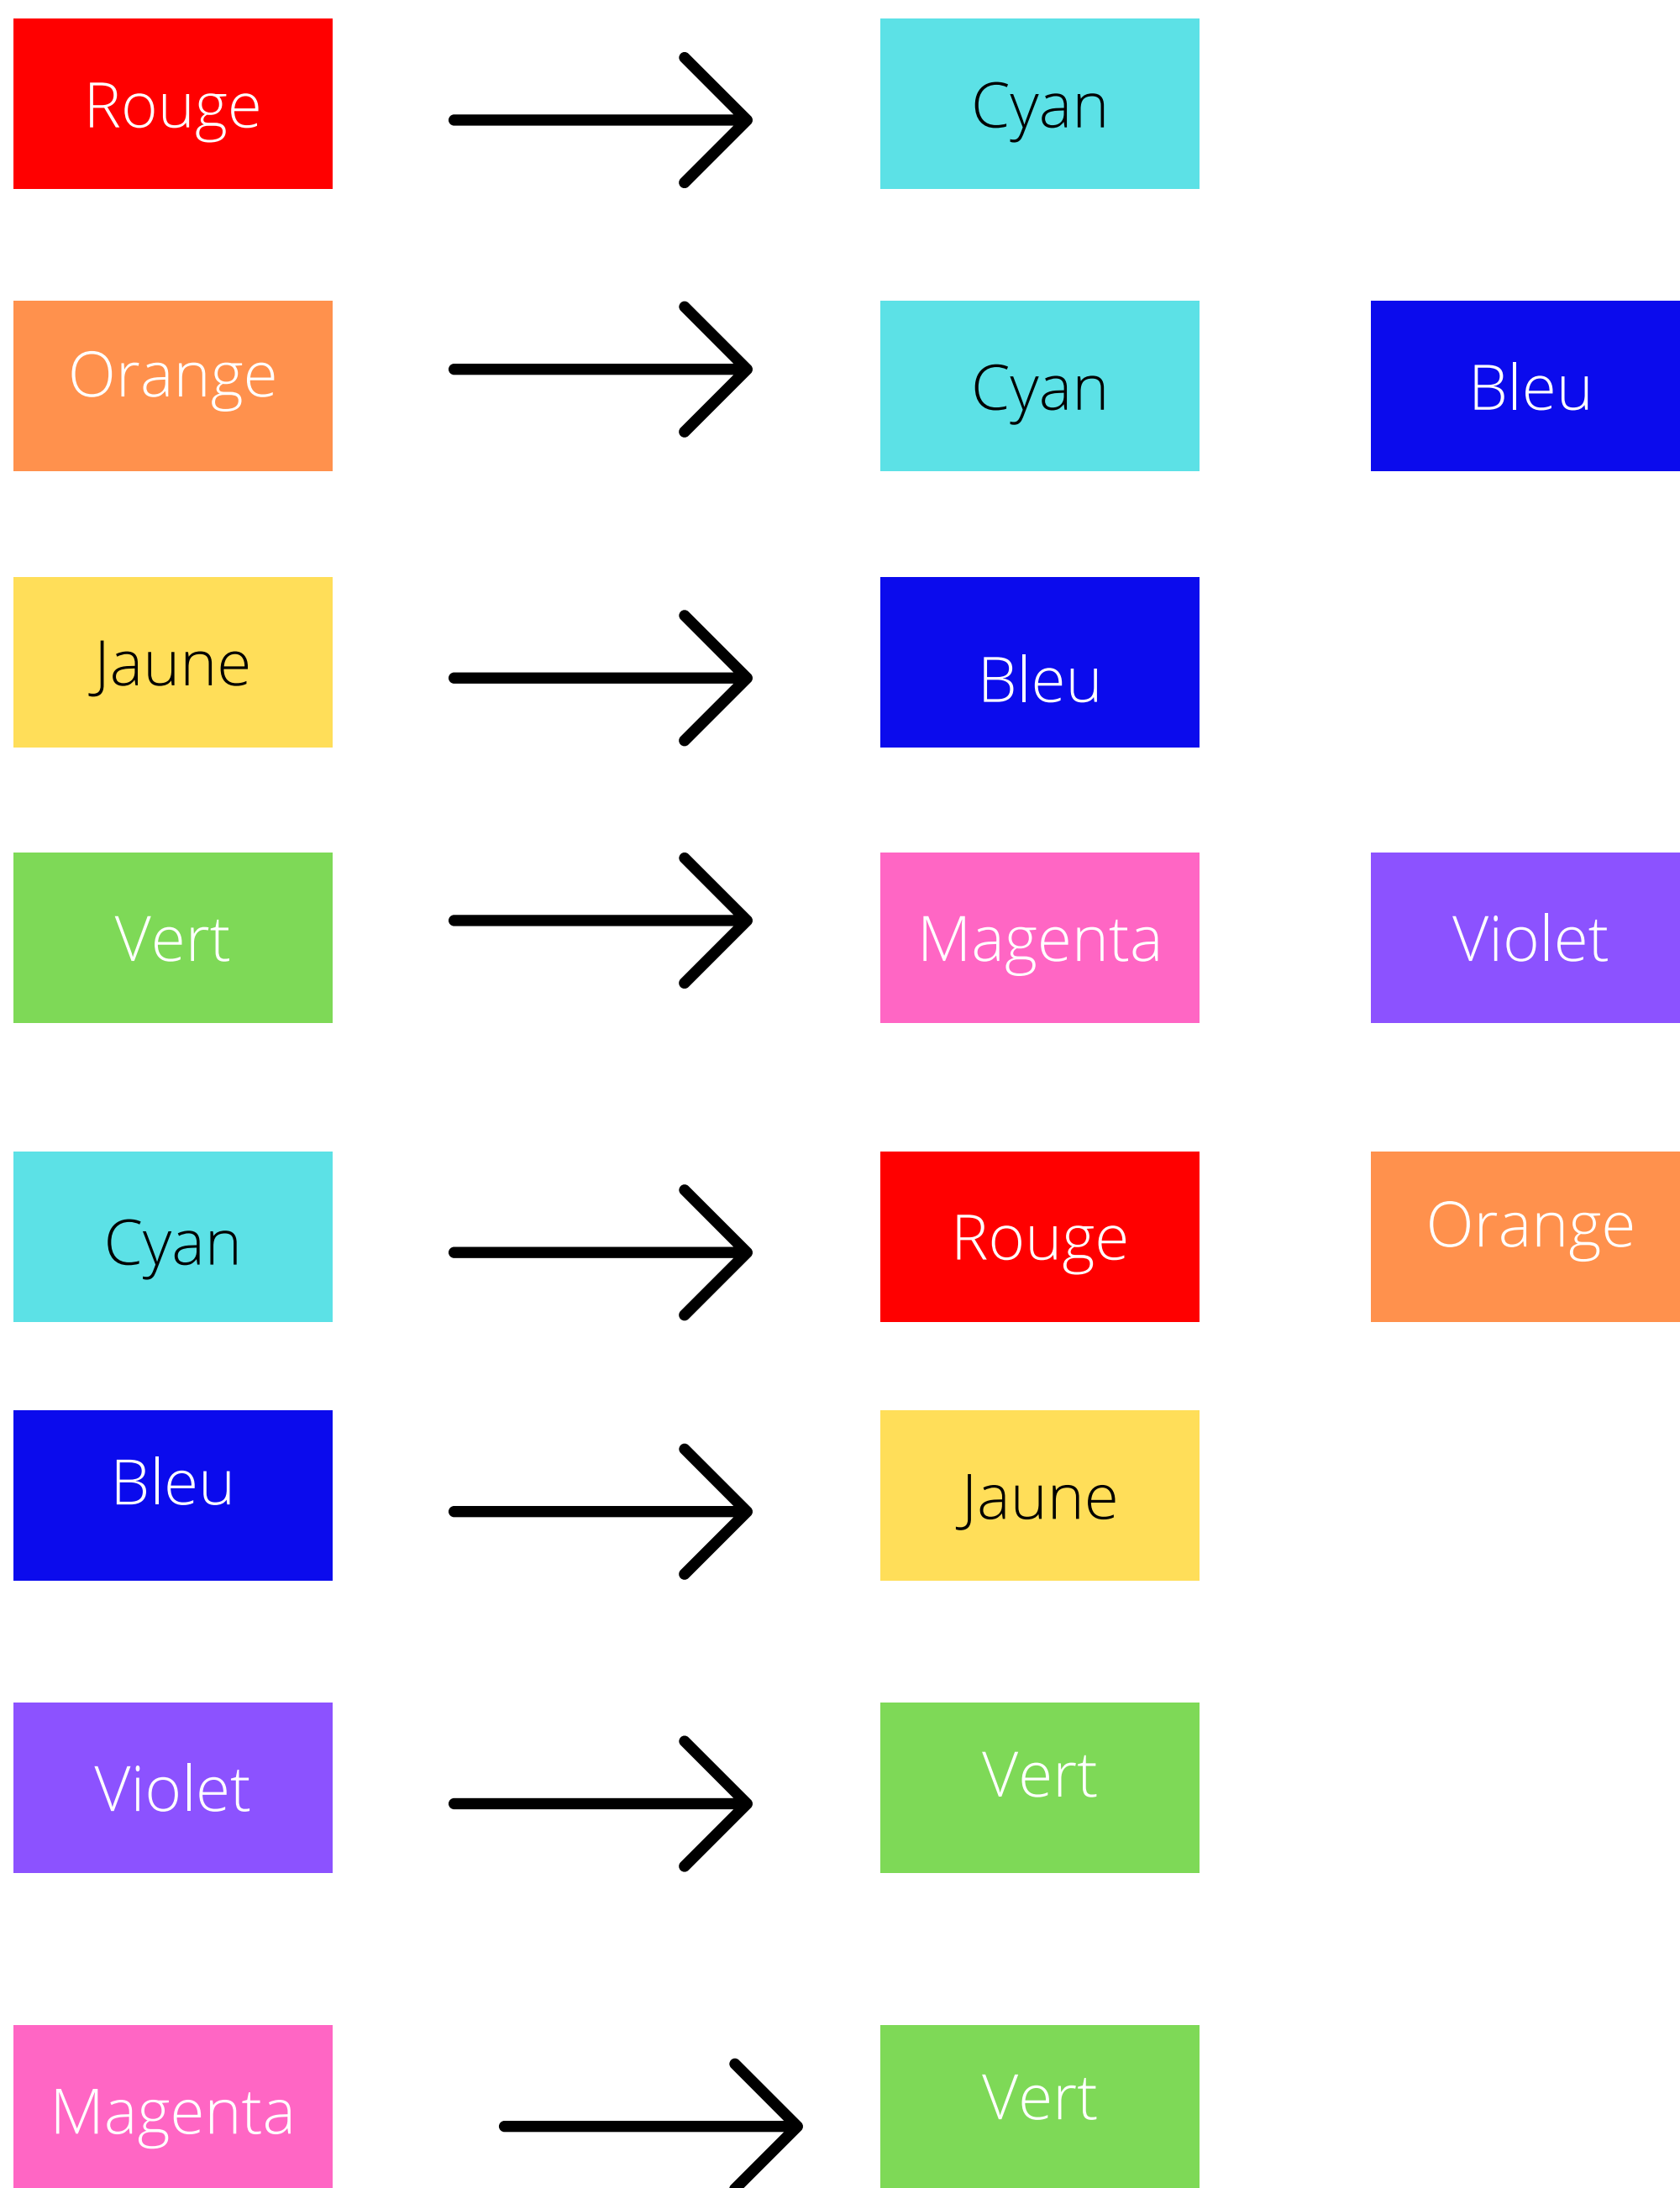 Rouge Cyan
Orange Cyan Bleu
Jaune Bleu
Vert Magenta Violet
Cyan Rouge Orange
Bleu Jaune
Violet Vert
Magenta Vert